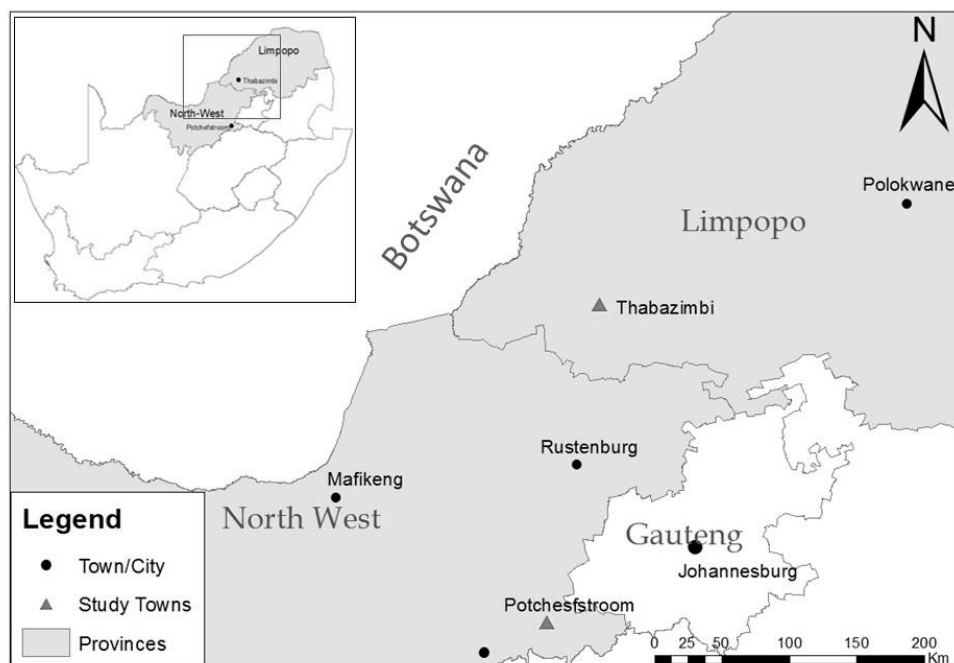 Limpopo
Thabazimbi
North-West
Potchefstroom
N
Botswana
Polokwane
Limpopo
Thabazimbi
Rustenburg
Mafikeng
North West
Gauteng
Johannesburg
Potchesfstroom
Legend
Town/City
Study Towns
Provinces
0 25 50 100 150 200
Km